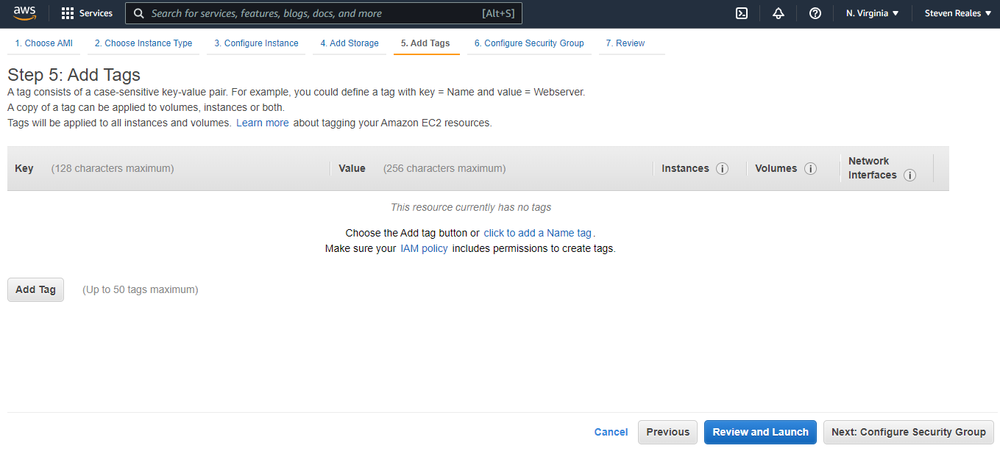 aws Services Search for services, features, blogs, docs, and more [Alt+S] N. Virginia Steven Reales
1. Choose AMI 2. Choose Instance Type 3. Configure Instance 4. Add Storage 5. Add Tags 6. Configure Security Group 7. Review
Step 5: Add Tags
A tag consists of a case-sensitive key-value pair. For example, you could define a tag with key = Name and value = Webserver.
A copy of a tag can be applied to volumes, instances or both.
Tags will be applied to all instances and volumes. Learn more about tagging your Amazon EC2 resources.
Key (128 characters maximum) Value (256 characters maximum) Instances Volumes Network
Interfaces
This resource currently has no tags
Choose the Add tag button or click to add a Name tag.
Make sure your IAM policy includes permissions to create tags.
Add Tag (Up to 50 tags maximum)
Cancel Previous Review and Launch Next: Configure Security Group